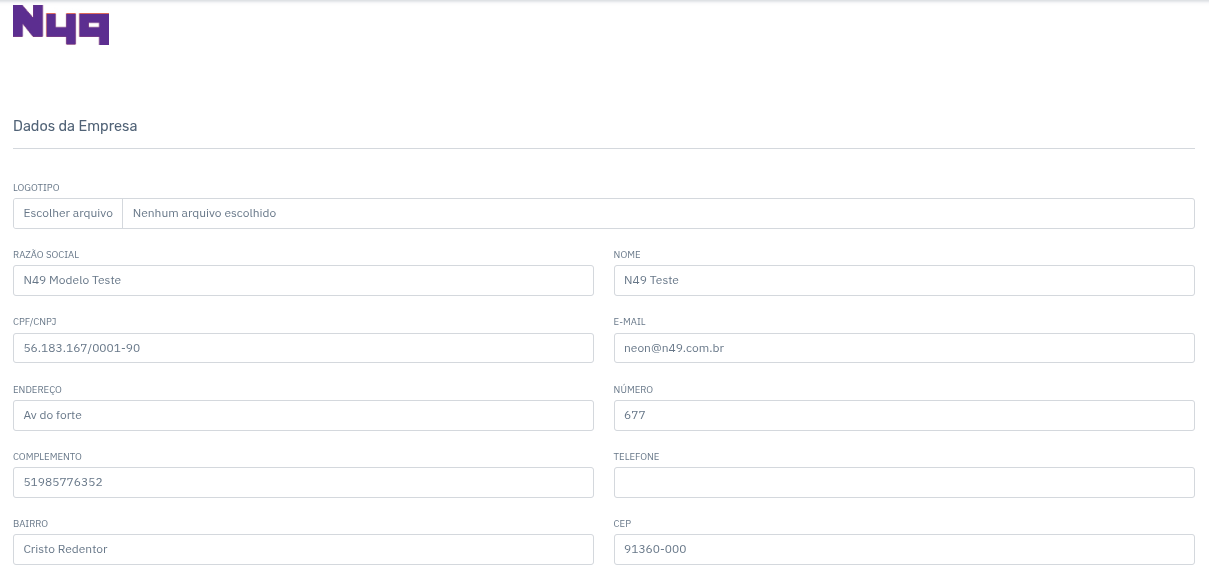 N49
Dados da Empresa
LOGOTIPO
Escolher arquivo Nenhum arquivo escolhido
RAZÃO SOCIAL NOME
N49 Modelo Teste N49 Teste
CPF/CNPJ E-MAIL
56.183.167/0001-90 neon@n49.com.br
ENDEREÇO NÚMERO
Av do forte 677
COMPLEMENTO TELEFONE
51985776352
BAIRRO CEP
Cristo Redentor 91360-000